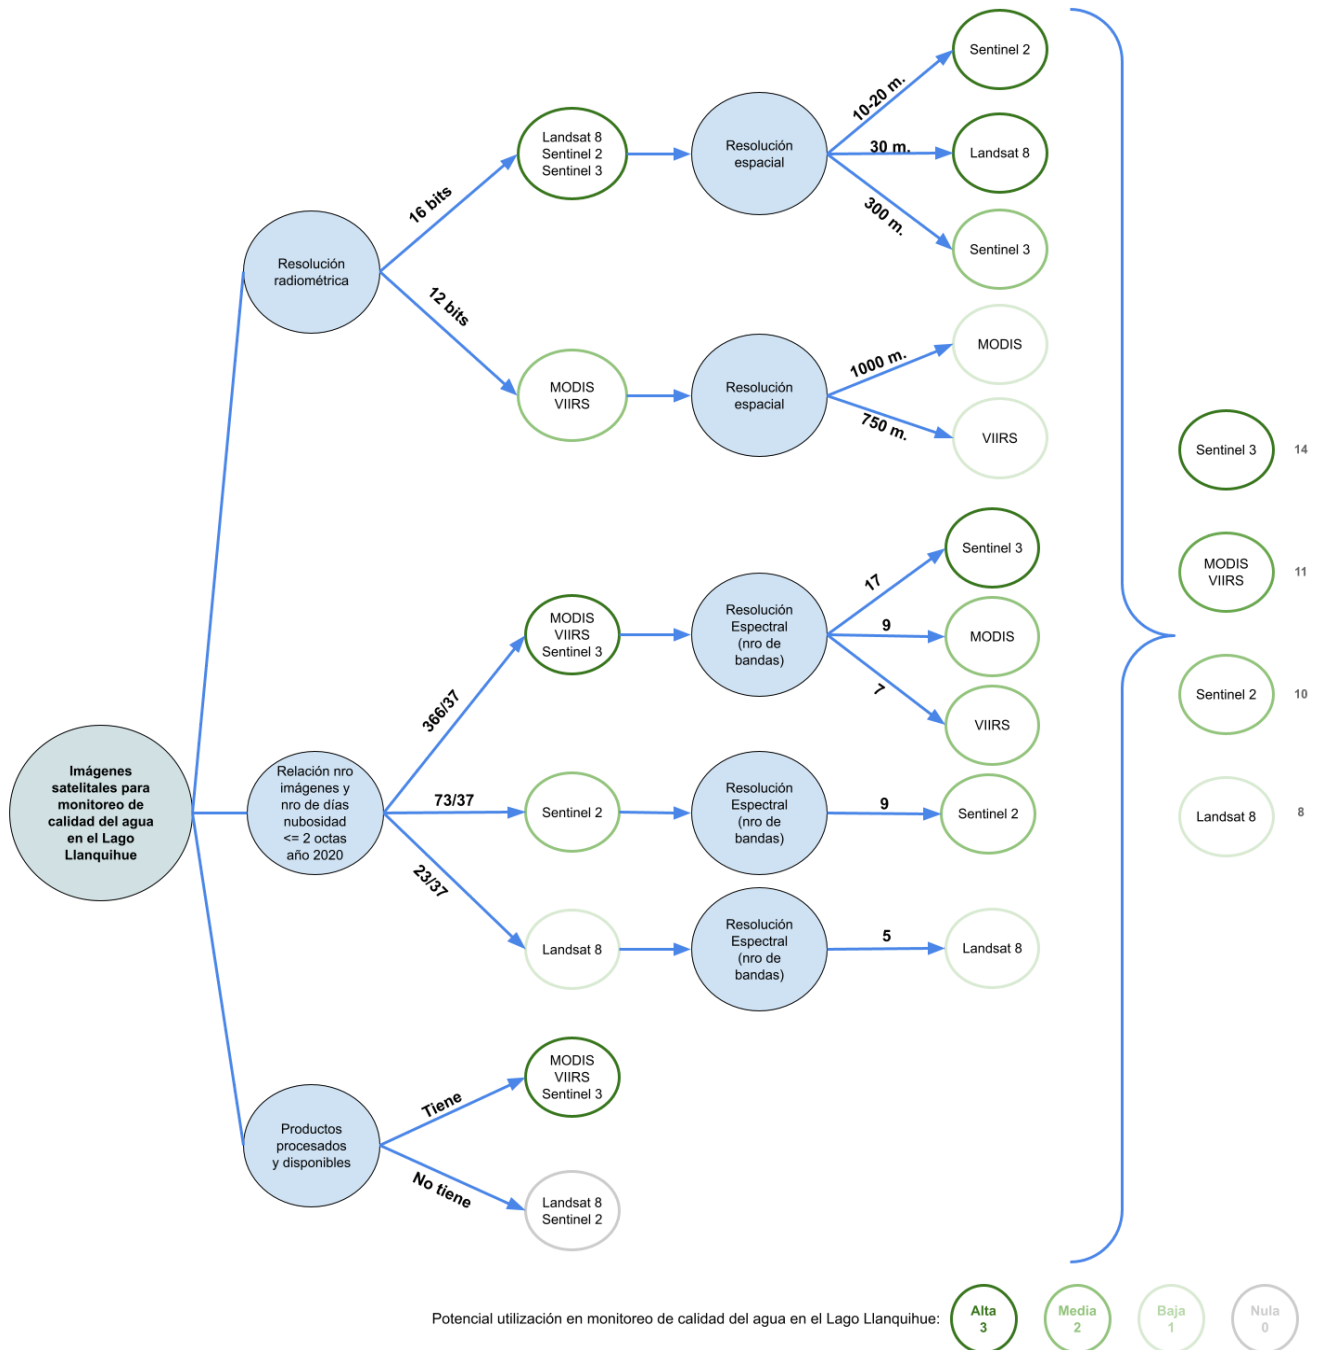 Imágenes
satelitales para
monitoreo de
calidad del agua
en el Lago
Llanquihue
Resolución
radiométrica
16 bits
12 bits
Landsat 8
Sentinel 2
Sentinel 3
MODIS
VIIRS
Resolución
espacial
10-20 m.
30 m.
300 m.
Sentinel 2
Landsat 8
Sentinel 3
Resolución
espacial
1000 m.
750 m.
MODIS
VIIRS
Relación nro
imágenes y
nro de días
nubosidad
<= 2 octas
año 2020
366/37
73/37
23/37
MODIS
VIIRS
Sentinel 3
Resolución
Espectral
(nro de
bandas)
17
9
7
Sentinel 3
MODIS
VIIRS
Sentinel 2
Resolución
Espectral
(nro de
bandas)
9
Sentinel 2
Landsat 8
Resolución
Espectral
(nro de
bandas)
5
Landsat 8
Productos
procesados
y disponibles
Tiene
No tiene
MODIS
VIIRS
Sentinel 3
Landsat 8
Sentinel 2
Sentinel 3 14
MODIS
VIIRS
11
Sentinel 2 10
Landsat 8 8
Potencial utilización en monitoreo de calidad del agua en el Lago Llanquihue:
Alta
3
Media
2
Baja
1
Nula
0